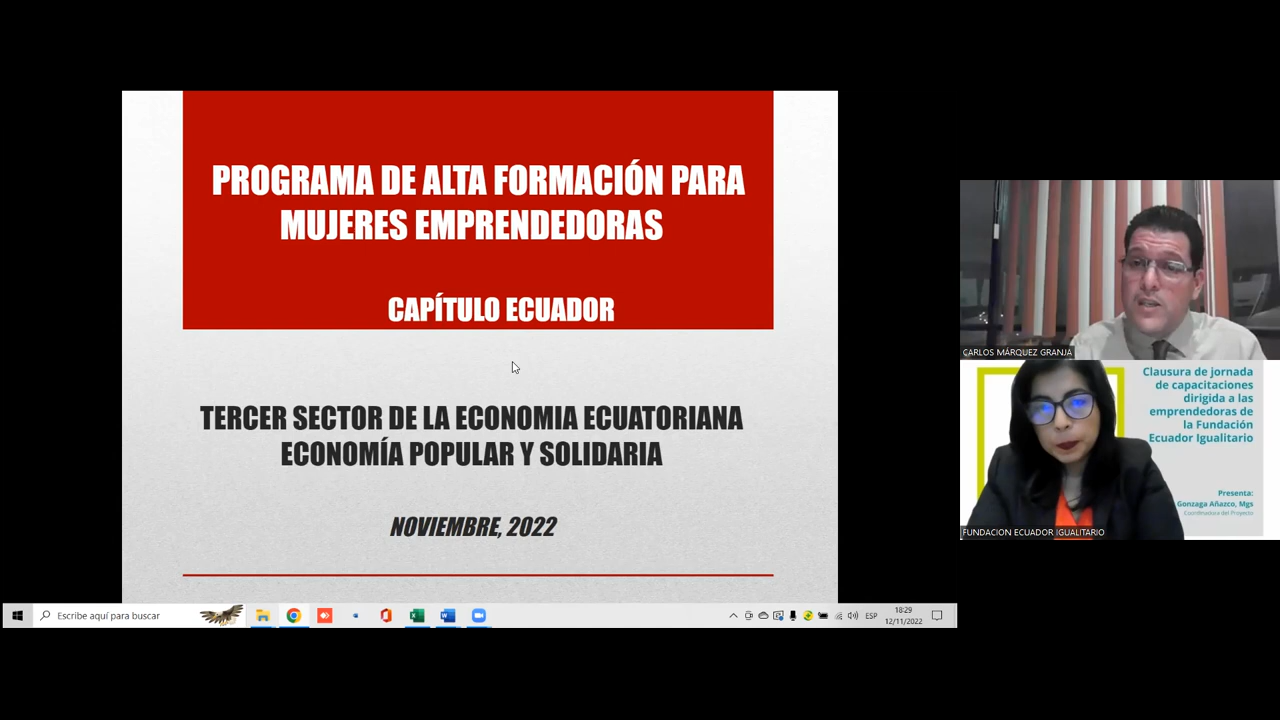 PROGRAMA DE ALTA FORMACIÓN PARA
MUJERES EMPRENDEDORAS
CAPÍTULO ECUADOR
TERCER SECTOR DE LA ECONOMIA ECUATORIANA
ECONOMÍA POPULAR Y SOLIDARIA
NOVIEMBRE, 2022
CARLOS MÁRQUEZ GRANJA
Clausura de jornada
de capacitaciones
dirigida a las
emprendedoras de
la Fundación
Ecuador Igualitario
Presenta:
Gonzaga Añazco, Mgs
Coordinadora del Proyecto
FUNDACION ECUADOR IGUALITARIO
Escribe aquí para buscar
ESP
18:29
12/11/2022